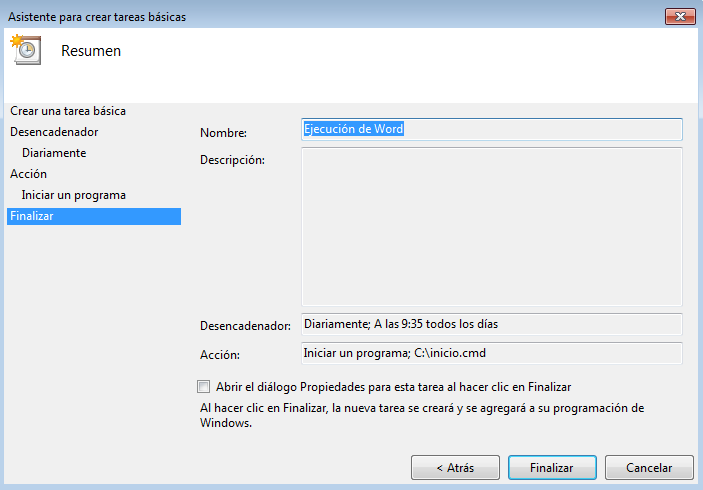 Asistente para crear tareas básicas
Resumen
Crear una tarea básica
Desencadenador
Diariamente
Acción
Iniciar un programa
Finalizar
Nombre:
Ejecución de Word
Descripción:
Desencadenador:
Diariamente; A las 9:35 todos los días
Acción:
Iniciar un programa; C:\inicio.cmd
Abrir el diálogo Propiedades para esta tarea al hacer clic en Finalizar
Al hacer clic en Finalizar, la nueva tarea se creará y se agregará a su programación de
Windows.
< Atrás
Finalizar
Cancelar